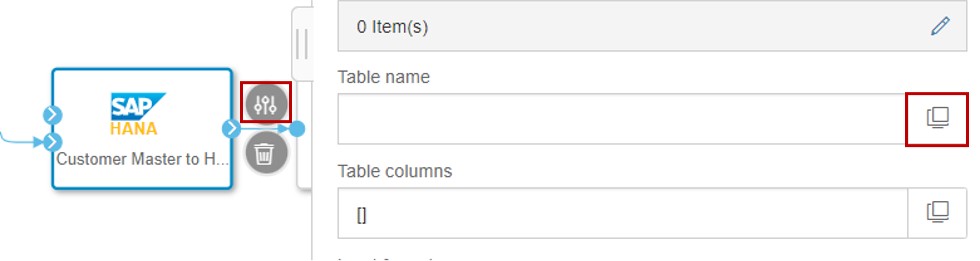 0 Item(s)
Table name
SAP
HANA
Customer Master to H...
Table columns
[]